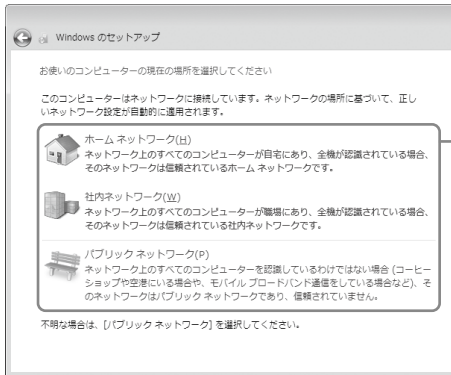 Windows のセットアップ
お使いのコンピューターの現在の場所を選択してください
このコンピューターはネットワークに接続しています。ネットワークの場所に基づいて、正し
いネットワーク設定が自動的に適用されます。
ホーム ネットワーク(H)
ネットワーク上のすべてのコンピューターが自宅にあり、全機が認識されている場合、
そのネットワークは信頼されているホーム ネットワークです。
社内ネットワーク(W)
ネットワーク上のすべてのコンピューターが職場にあり、全機が認識されている場合、
そのネットワークは信頼されている社内ネットワークです。
パブリック ネットワーク(P)
ネットワーク上のすべてのコンピューターを認識しているわけではない場合 (コーヒー
ショップや空港にいる場合や、モバイル ブロードバンド通信をしている場合など)、そ
のネットワークはパブリック ネットワークであり、信頼されていません。
不明な場合は、[パブリック ネットワーク] を選択してください。